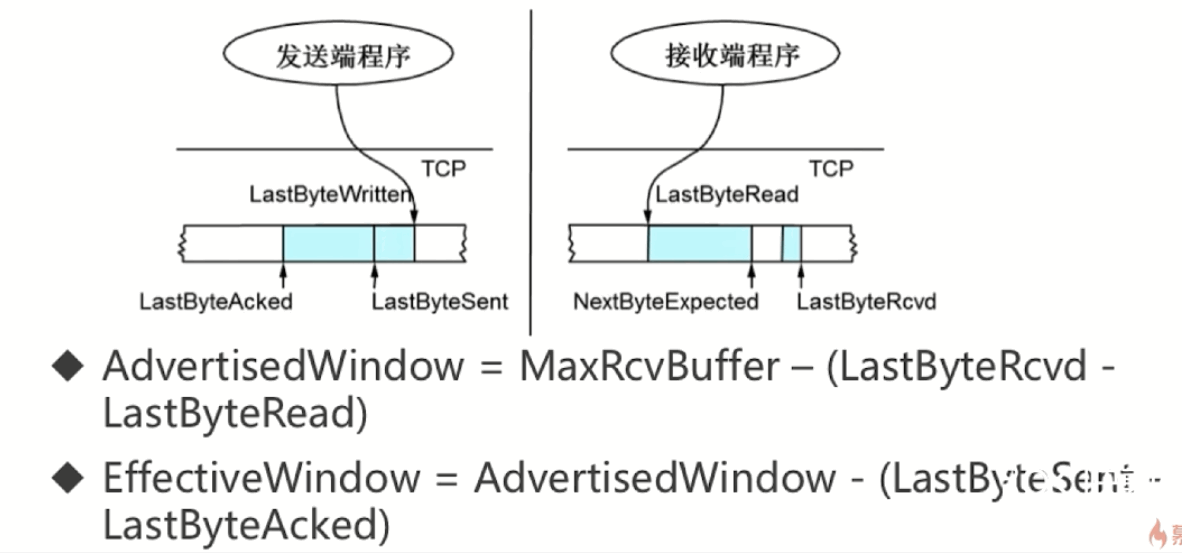 发送端程序
接收端程序
TCP
TCP
LastByteWritten
LastByteRead
LastByteAcked
LastByteSent
NextByteExpected
LastByteRcvd
◆ AdvertisedWindow = MaxRcvBuffer – (LastByteRcvd -
LastByteRead)
◆ EffectiveWindow = AdvertisedWindow - (LastByteSent -
LastByteAcked)